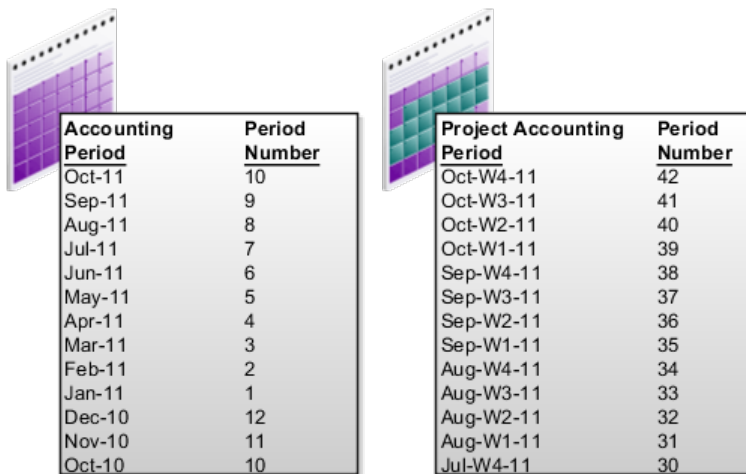 Accounting Period
Period Number
Oct-11 10
Sep-11 9
Aug-11 8
Jul-11 7
Jun-11 6
May-11 5
Apr-11 4
Mar-11 3
Feb-11 2
Jan-11 1
Dec-10 12
Nov-10 11
Oct-10 10
Project Accounting Period
Period Number
Oct-W4-11 42
Oct-W3-11 41
Oct-W2-11 40
Oct-W1-11 39
Sep-W4-11 38
Sep-W3-11 37
Sep-W2-11 36
Sep-W1-11 35
Aug-W4-11 34
Aug-W3-11 33
Aug-W2-11 32
Aug-W1-11 31
Jul-W4-11 30